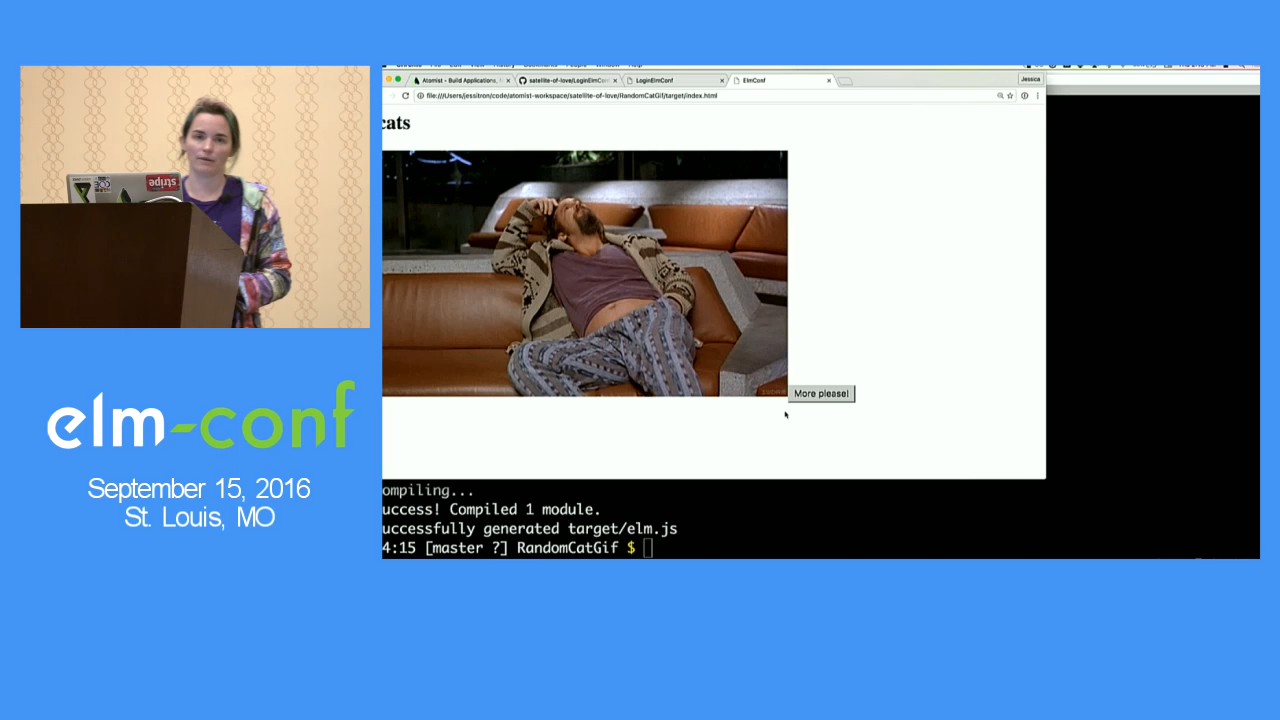 stripe
elm-conf
September 15, 2016
St. Louis, MO
Atomist - Build Applications,
satellite-of-love/LoginElmCon
LoginElmConf
ElmConf
Jessica
file:///Users/jessitron/code/atomist-workspace/satellite-of-love/RandomCatGif/target/index.html
cats
More please!
ompiling...
uccess! Compiled 1 module.
uccessfully generated target/elm.js
4:15 [master ?] RandomCatGif $